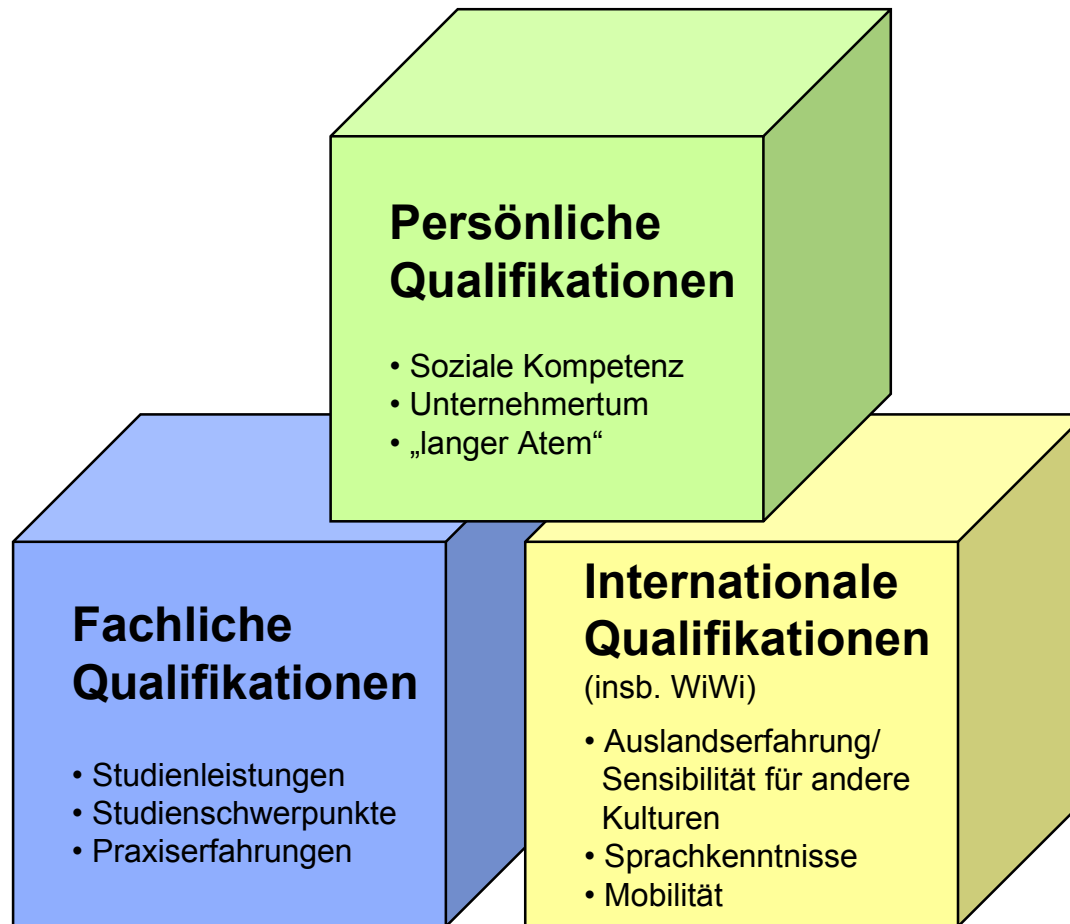 Persönliche
Qualifikationen
• Soziale Kompetenz
• Unternehmertum
• „langer Atem“
Fachliche
Qualifikationen
• Studienleistungen
• Studienschwerpunkte
• Praxiserfahrungen
Internationale
Qualifikationen
(insb. WiWi)
• Auslandserfahrung/
Sensibilität für andere
Kulturen
• Sprachkenntnisse
• Mobilität